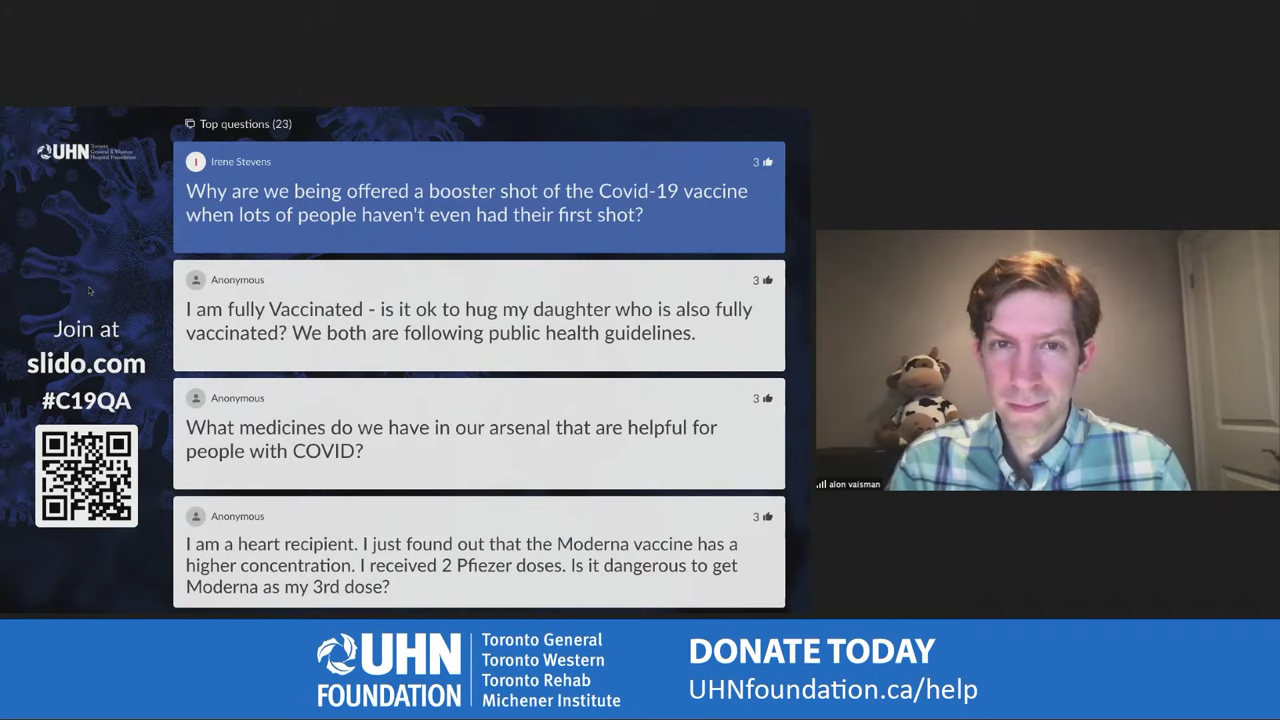 Top questions (23)
UHN
Irene Stevens
3
Why are we being offered a booster shot of the Covid-19 vaccine
when lots of people haven't even had their first shot?
Anonymous
3
I am fully Vaccinated - is it ok to hug my daughter who is also fully
vaccinated? We both are following public health guidelines.
Anonymous
3
What medicines do we have in our arsenal that are helpful for
people with COVID?
Anonymous
3
I am a heart recipient. I just found out that the Moderna vaccine has a
higher concentration. I received 2 Pfiezer doses. Is it dangerous to get
Moderna as my 3rd dose?
Join at
slido.com
#C19QA
alon vaisman
UHN
FOUNDATION
Toronto General
Toronto Western
Toronto Rehab
Michener Institute
DONATE TODAY
UHNfoundation.ca/help